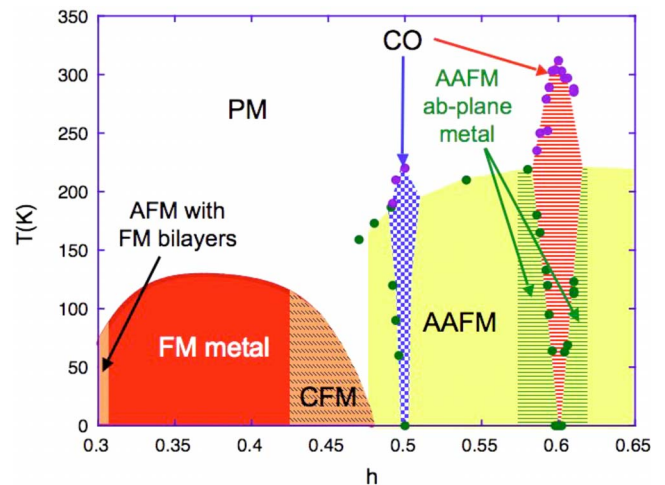 350
300
250
200
150
100
50
0
T(K)
PM
CO
AAFM
ab-plane
metal
AFM with
FM bilayers
FM metal
CFM
AAFM
0.3
0.35
0.4
0.45
0.5
0.55
0.6
0.65
h